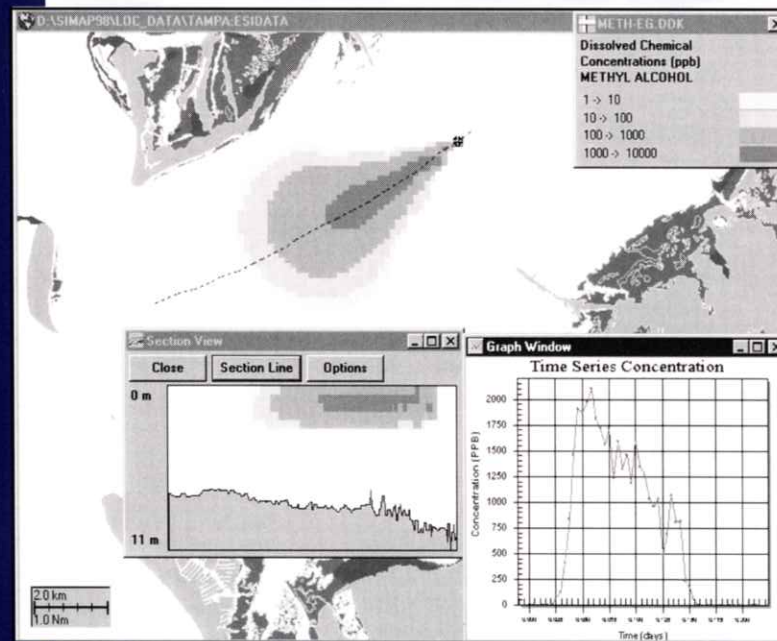 D:\SIMAP98\LOC_DATA\TAMPA:ESIDATA
METH-EG.DDK
Dissolved Chemical
Concentrations (ppb)
METHYL ALCOHOL
1 -> 10
10 -> 100
100 -> 1000
1000 -> 10000
Section View
Close
Section Line
Options
0 m
11 m
Graph Window
Time Series Concentration
Concentration (PPB)
2000
1750
1500
1250
1000
750
500
250
0
Time (days)
2.0 km
1.0 Nm